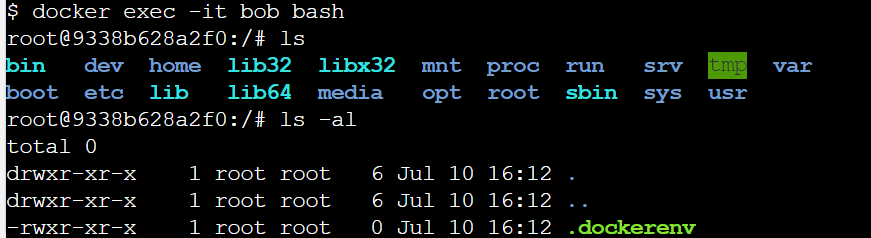 $ docker exec -it bob bash
root@9338b628a2f0:/# ls
bin   dev  home  lib32  libx32  mnt  proc  run   srv  tmp  var
boot  etc  lib   lib64  media   opt  root  sbin  sys  usr
root@9338b628a2f0:/# ls -al
total 0
drwxr-xr-x   1 root root   6 Jul 10 16:12 .
drwxr-xr-x   1 root root   6 Jul 10 16:12 ..
-rwxr-xr-x   1 root root   0 Jul 10 16:12 .dockerenv